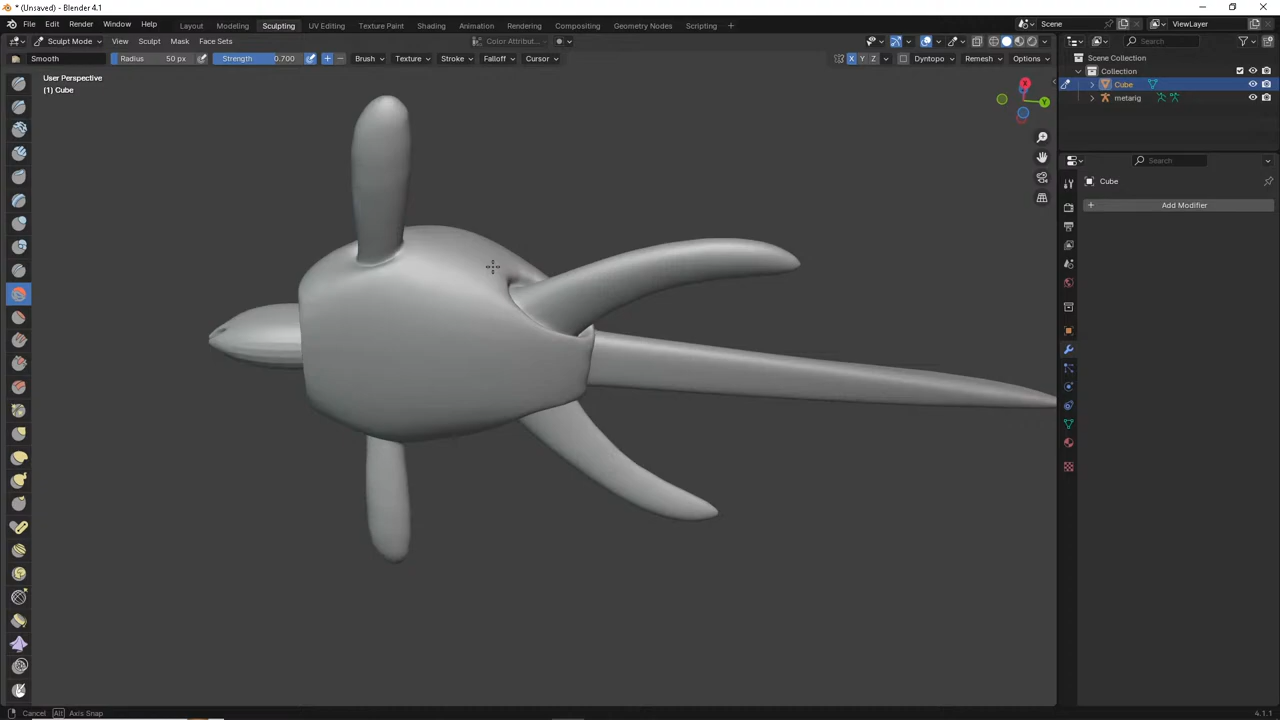 * (Unsaved) - Blender 4.1
File Edit Render Window Help Layout Modeling Sculpting UV Editing Texture Paint Shading Animation Rendering Compositing Geometry Nodes Scripting + Scene ViewLayer
Sculpt Mode View Sculpt Mask Face Sets Color Attribut... Search
Smooth Radius 50 px Strength 0.700 Brush Texture Stroke Falloff Cursor X Y Z Dyntopo Remesh Options
Scene Collection
Collection
Cube
metarig
User Perspective
(1) Cube
X
Y
Search
Cube
Add Modifier
Cancel Alt Axis Snap
4.1.1